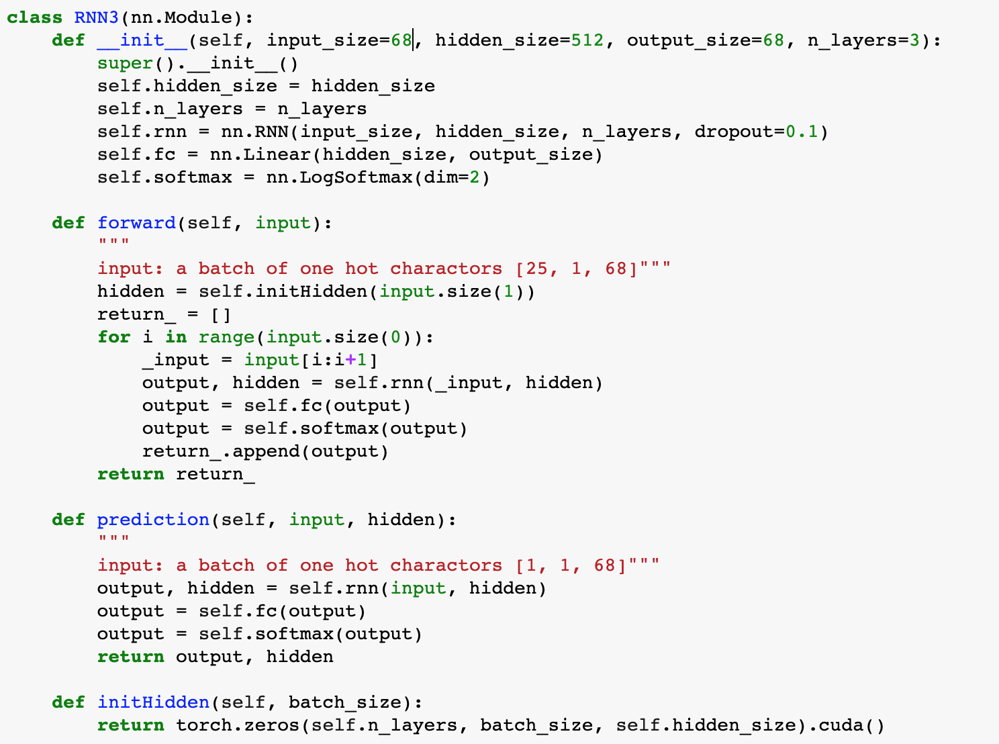 class RNN3(nn.Module):
    def __init__(self, input_size=68, hidden_size=512, output_size=68, n_layers=3):
        super().__init__()
        self.hidden_size = hidden_size
        self.n_layers = n_layers
        self.rnn = nn.RNN(input_size, hidden_size, n_layers, dropout=0.1)
        self.fc = nn.Linear(hidden_size, output_size)
        self.softmax = nn.LogSoftmax(dim=2)

    def forward(self, input):
        """
        input: a batch of one hot charactors [25, 1, 68]"""
        hidden = self.initHidden(input.size(1))
        return_ = []
        for i in range(input.size(0)):
            _input = input[i:i+1]
            output, hidden = self.rnn(_input, hidden)
            output = self.fc(output)
            output = self.softmax(output)
            return_.append(output)
        return return_

    def prediction(self, input, hidden):
        """
        input: a batch of one hot charactors [1, 1, 68]"""
        output, hidden = self.rnn(input, hidden)
        output = self.fc(output)
        output = self.softmax(output)
        return output, hidden

    def initHidden(self, batch_size):
        return torch.zeros(self.n_layers, batch_size, self.hidden_size).cuda()